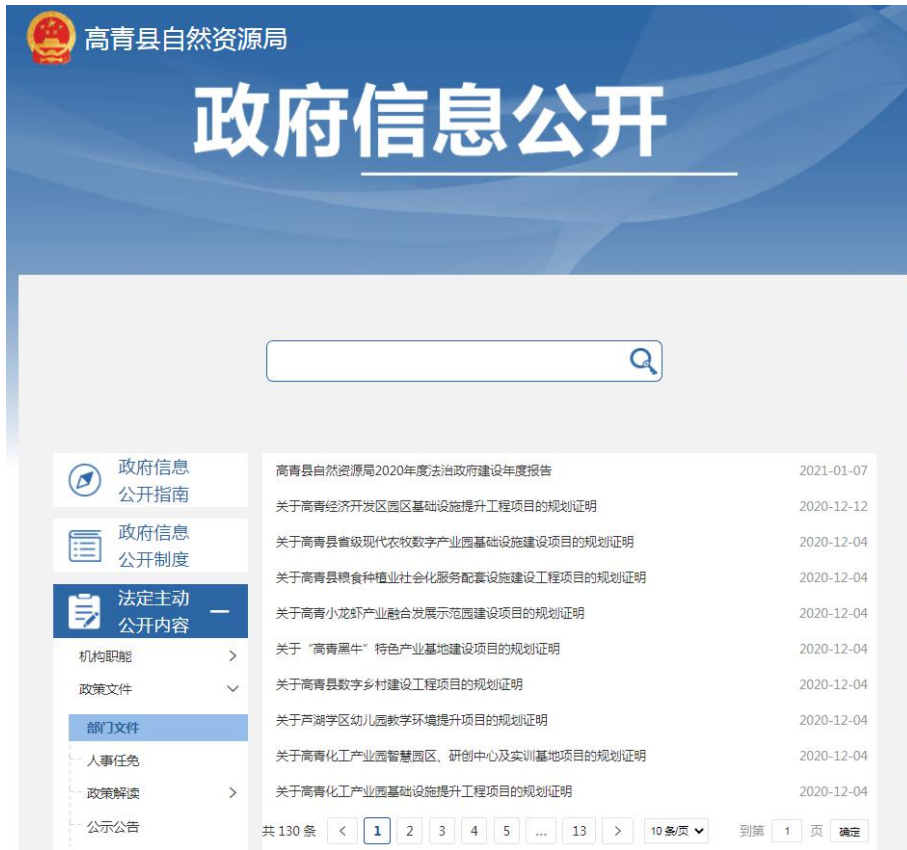 高青县自然资源局
政府信息公开
政府信息
公开指南
政府信息
公开制度
法定主动
公开内容
机构职能
政策文件
部门文件
人事任免
政策解读
公示公告
高青县自然资源局2020年度法治政府建设年度报告 2021-01-07
关于高青经济开发区园区基础设施提升工程项目的规划证明 2020-12-12
关于高青县省级现代农牧数字产业园基础设施建设项目的规划证明 2020-12-04
关于高青县粮食种植业社会化服务配套设施建设工程项目的规划证明 2020-12-04
关于高青小龙虾产业融合发展示范园建设项目的规划证明 2020-12-04
关于“高青黑牛”特色产业基地建设项目的规划证明 2020-12-04
关于高青县数字乡村建设工程项目的规划证明 2020-12-04
关于芦湖学区幼儿园教学环境提升项目的规划证明 2020-12-04
关于高青化工产业园智慧园区、研创中心及实训基地项目的规划证明 2020-12-04
关于高青化工产业园基础设施提升工程项目的规划证明 2020-12-04
共 130 条 < 1 2 3 4 5 ... 13 > 10 条/页 到第 1 页 确定